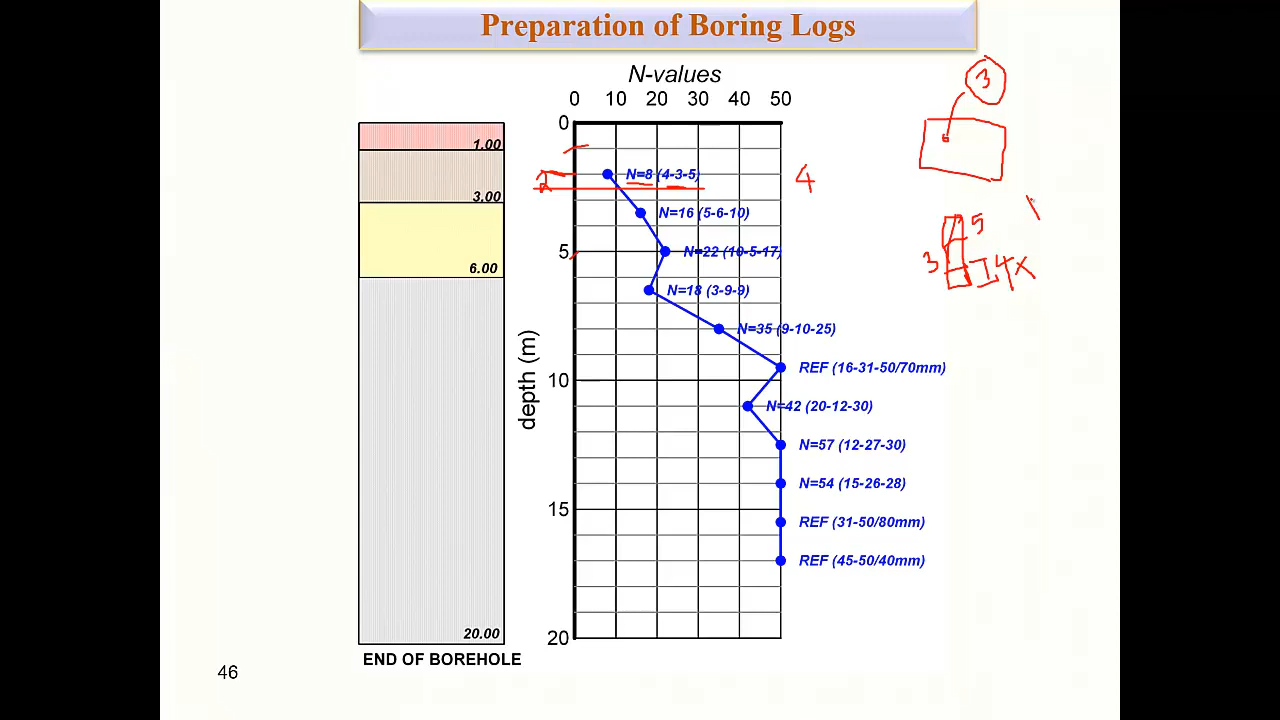 Preparation of Boring Logs
N-values
0 10 20 30 40 50
3
0
1.00
2
N=8 (4-3-5)
4
3.00
N=16 (5-6-10)
5
3
4x
5
N=22 (10-5-17)
6.00
N=18 (3-9-9)
N=35 (9-10-25)
depth (m)
REF (16-31-50/70mm)
10
N=42 (20-12-30)
N=57 (12-27-30)
N=54 (15-26-28)
15
REF (31-50/80mm)
REF (45-50/40mm)
20.00
20
END OF BOREHOLE
46